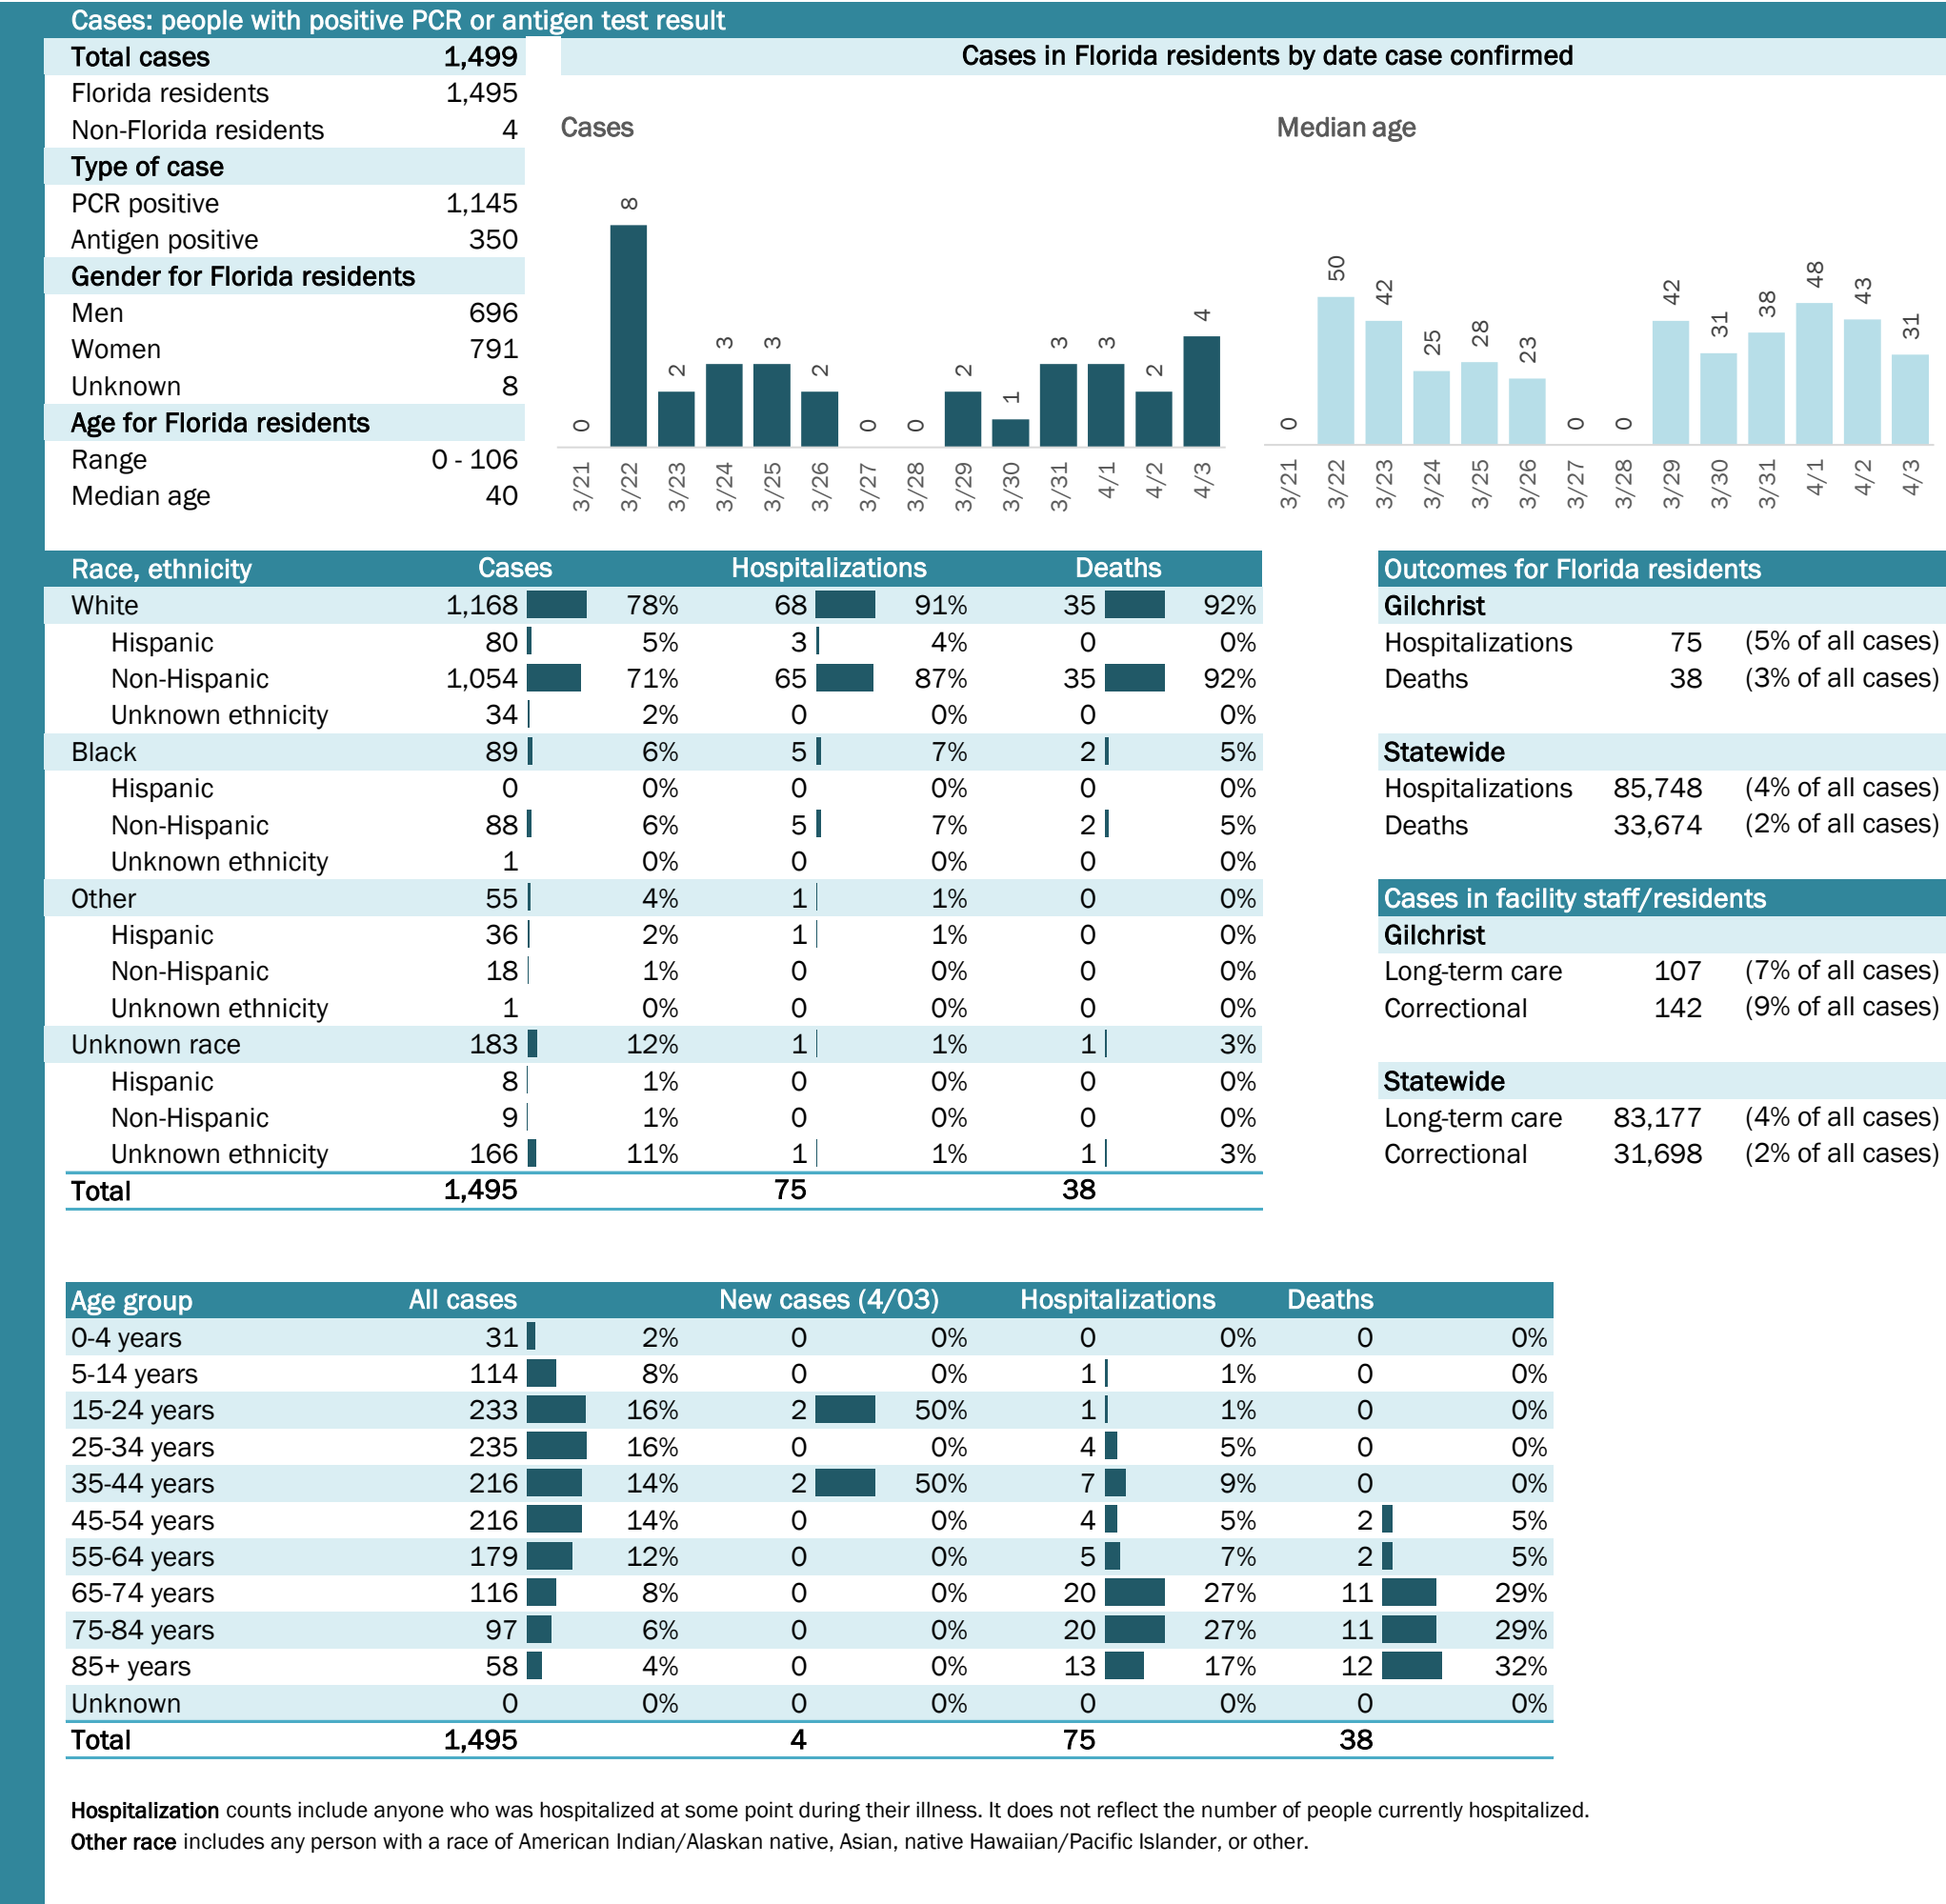 Cases: people with positive PCR or antigen test result
Total cases 1,499
Florida residents 1,495
Non-Florida residents 4
Type of case
PCR positive 1,145
Antigen positive 350
Gender for Florida residents
Men 696
Women 791
Unknown 8
Age for Florida residents
Range 0 - 106
Median age 40
Cases in Florida residents by date case confirmed
Cases
0 8 2 3 3 2 0 0 2 1 3 3 2 4
3/21 3/22 3/23 3/24 3/25 3/26 3/27 3/28 3/29 3/30 3/31 4/1 4/2 4/3
Median age
0 50 42 25 28 23 0 0 42 31 38 48 43 31
3/21 3/22 3/23 3/24 3/25 3/26 3/27 3/28 3/29 3/30 3/31 4/1 4/2 4/3
Race, ethnicity Cases Hospitalizations Deaths
White 1,168 78% 68 91% 35 92%
Hispanic 80 5% 3 4% 0 0%
Non-Hispanic 1,054 71% 65 87% 35 92%
Unknown ethnicity 34 2% 0 0% 0 0%
Black 89 6% 5 7% 2 5%
Hispanic 0 0% 0 0% 0 0%
Non-Hispanic 88 6% 5 7% 2 5%
Unknown ethnicity 1 0% 0 0% 0 0%
Other 55 4% 1 1% 0 0%
Hispanic 36 2% 1 1% 0 0%
Non-Hispanic 18 1% 0 0% 0 0%
Unknown ethnicity 1 0% 0 0% 0 0%
Unknown race 183 12% 1 1% 1 3%
Hispanic 8 1% 0 0% 0 0%
Non-Hispanic 9 1% 0 0% 0 0%
Unknown ethnicity 166 11% 1 1% 1 3%
Total 1,495 75 38
Outcomes for Florida residents
Gilchrist
Hospitalizations 75 (5% of all cases)
Deaths 38 (3% of all cases)
Statewide
Hospitalizations 85,748 (4% of all cases)
Deaths 33,674 (2% of all cases)
Cases in facility staff/residents
Gilchrist
Long-term care 107 (7% of all cases)
Correctional 142 (9% of all cases)
Statewide
Long-term care 83,177 (4% of all cases)
Correctional 31,698 (2% of all cases)
Age group All cases New cases (4/03) Hospitalizations Deaths
0-4 years 31 2% 0 0% 0 0% 0 0%
5-14 years 114 8% 0 0% 1 1% 0 0%
15-24 years 233 16% 2 50% 1 1% 0 0%
25-34 years 235 16% 0 0% 4 5% 0 0%
35-44 years 216 14% 2 50% 7 9% 0 0%
45-54 years 216 14% 0 0% 4 5% 2 5%
55-64 years 179 12% 0 0% 5 7% 2 5%
65-74 years 116 8% 0 0% 20 27% 11 29%
75-84 years 97 6% 0 0% 20 27% 11 29%
85+ years 58 4% 0 0% 13 17% 12 32%
Unknown 0 0% 0 0% 0 0% 0 0%
Total 1,495 4 75 38
Hospitalization counts include anyone who was hospitalized at some point during their illness. It does not reflect the number of people currently hospitalized.
Other race includes any person with a race of American Indian/Alaskan native, Asian, native Hawaiian/Pacific Islander, or other.